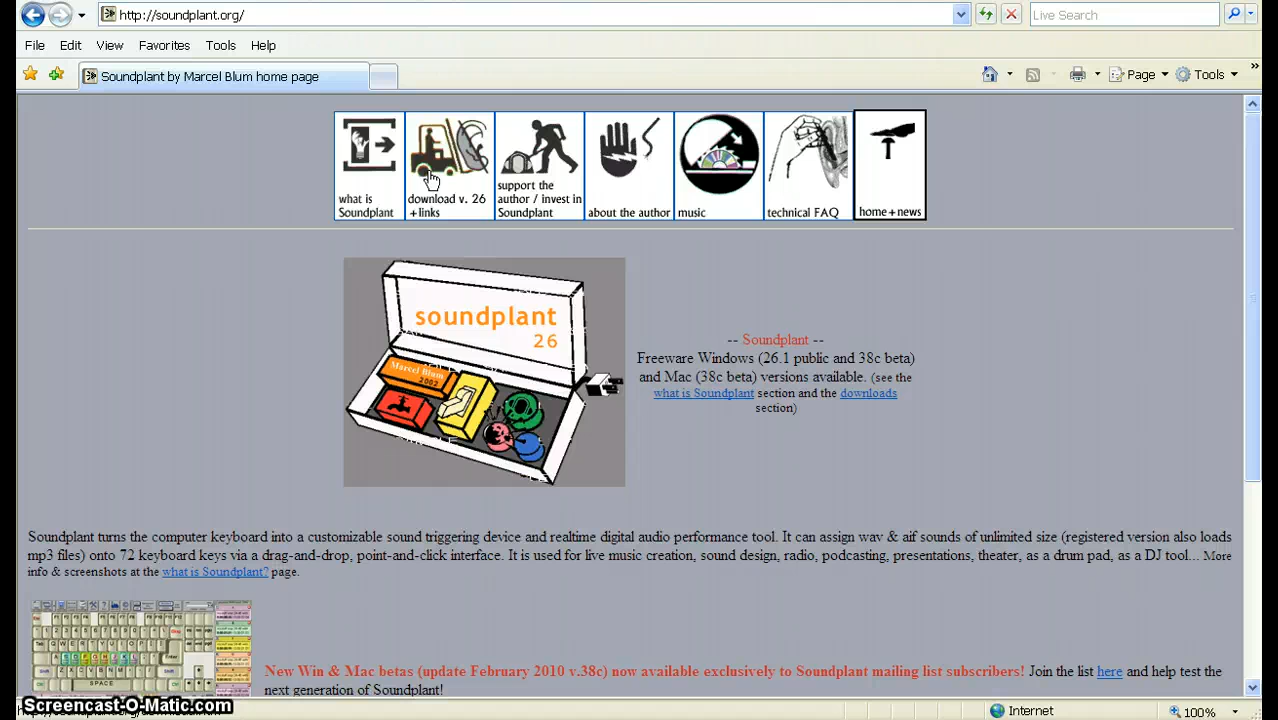 http://soundplant.org/
Live Search
File Edit View Favorites Tools Help
Soundplant by Marcel Blum home page
Page Tools
what is
Soundplant
download v. 26
+links
support the
author / invest in
Soundplant
about the author
music
technical FAQ
home+news
soundplant
26
Marcel Blum
2002
-- Soundplant --
Freeware Windows (26.1 public and 38c beta)
and Mac (38c beta) versions available. (see the
what is Soundplant section and the downloads
section)
Soundplant turns the computer keyboard into a customizable sound triggering device and realtime digital audio performance tool. It can assign wav & aif sounds of unlimited size (registered version also loads
mp3 files) onto 72 keyboard keys via a drag-and-drop, point-and-click interface. It is used for live music creation, sound design, radio, podcasting, presentations, theater, as a drum pad, as a DJ tool... More
info & screenshots at the what is Soundplant? page.
SPACE
New Win & Mac betas (update February 2010 v.38c) now available exclusively to Soundplant mailing list subscribers! Join the list here and help test the
next generation of Soundplant!
Screencast-O-Matic.com
Internet
100%